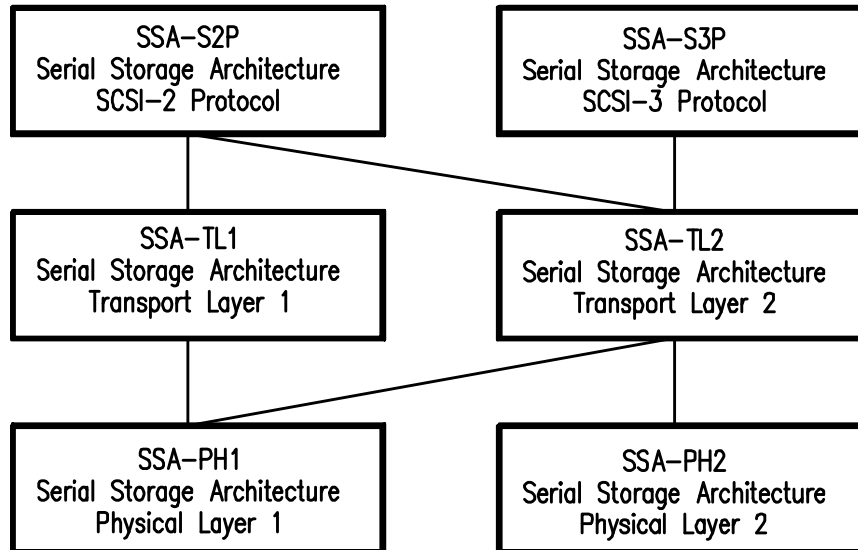 SSA-S2P
Serial Storage Architecture
SCSI-2 Protocol
SSA-S3P
Serial Storage Architecture
SCSI-3 Protocol
SSA-TL1
Serial Storage Architecture
Transport Layer 1
SSA-TL2
Serial Storage Architecture
Transport Layer 2
SSA-PH1
Serial Storage Architecture
Physical Layer 1
SSA-PH2
Serial Storage Architecture
Physical Layer 2